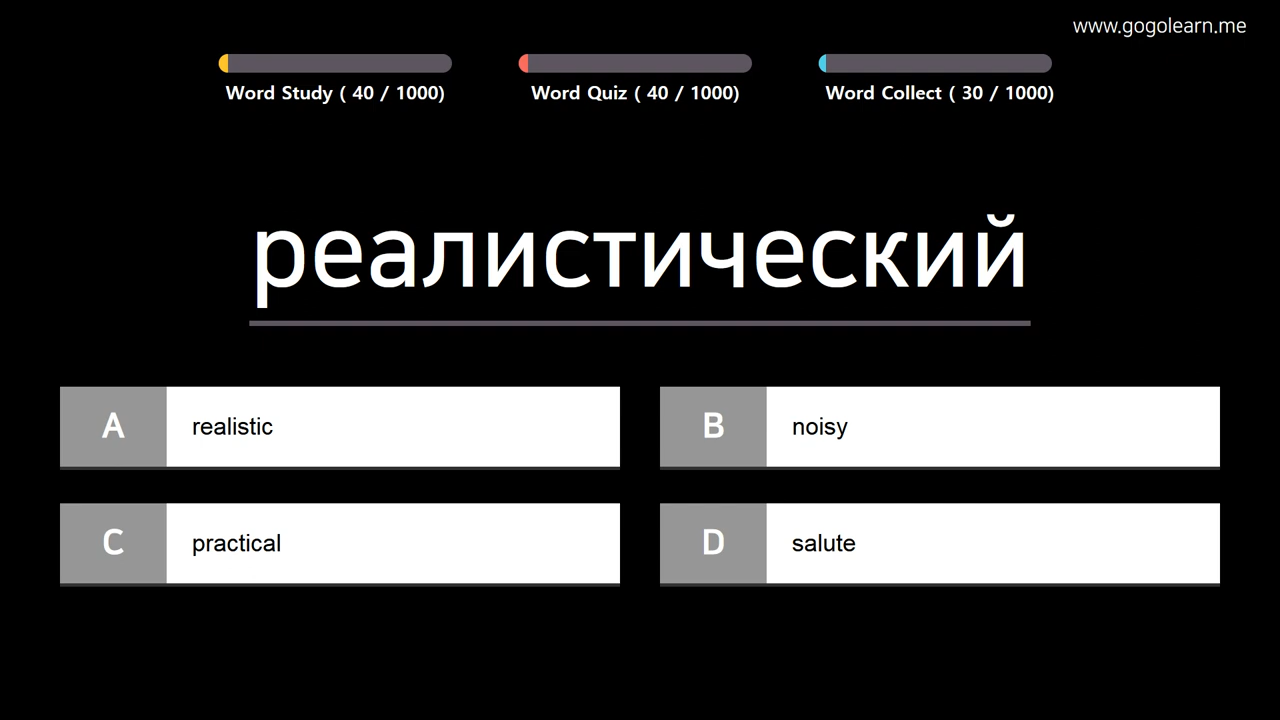 www.gogolearn.me
Word Study ( 40 / 1000)
Word Quiz ( 40 / 1000)
Word Collect ( 30 / 1000)
реалистический
A realistic
B noisy
C practical
D salute